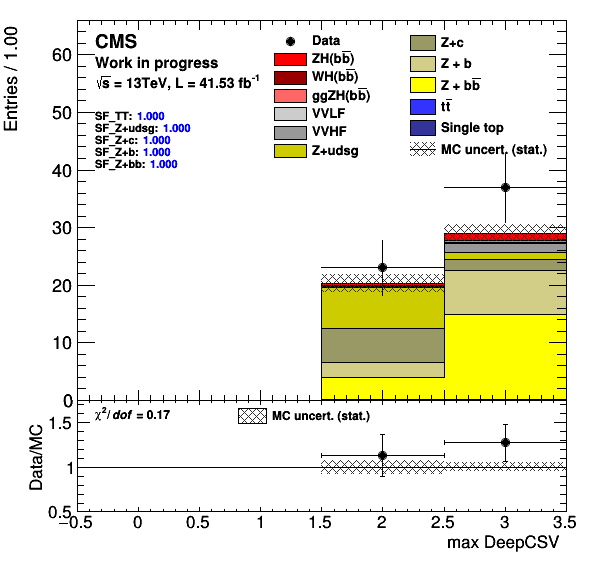 Entries / 1.00
60
50
40
30
20
10
0
CMS
Work in progress
√s = 13TeV, L = 41.53 fb⁻¹
SF_TT: 1.000
SF_Z+udsg: 1.000
SF_Z+c: 1.000
SF_Z+b: 1.000
SF_Z+bb: 1.000
Data
ZH(bb̅)
WH(bb̅)
ggZH(bb̅)
VVLF
VVHF
Z+udsg
Z+c
Z + b
Z + bb̅
tt̅
Single top
MC uncert. (stat.)
Data/MC
1.5
1
0.5
χ²/dof = 0.17
MC uncert. (stat.)
−0.5 0 0.5 1 1.5 2 2.5 3 3.5
max DeepCSV